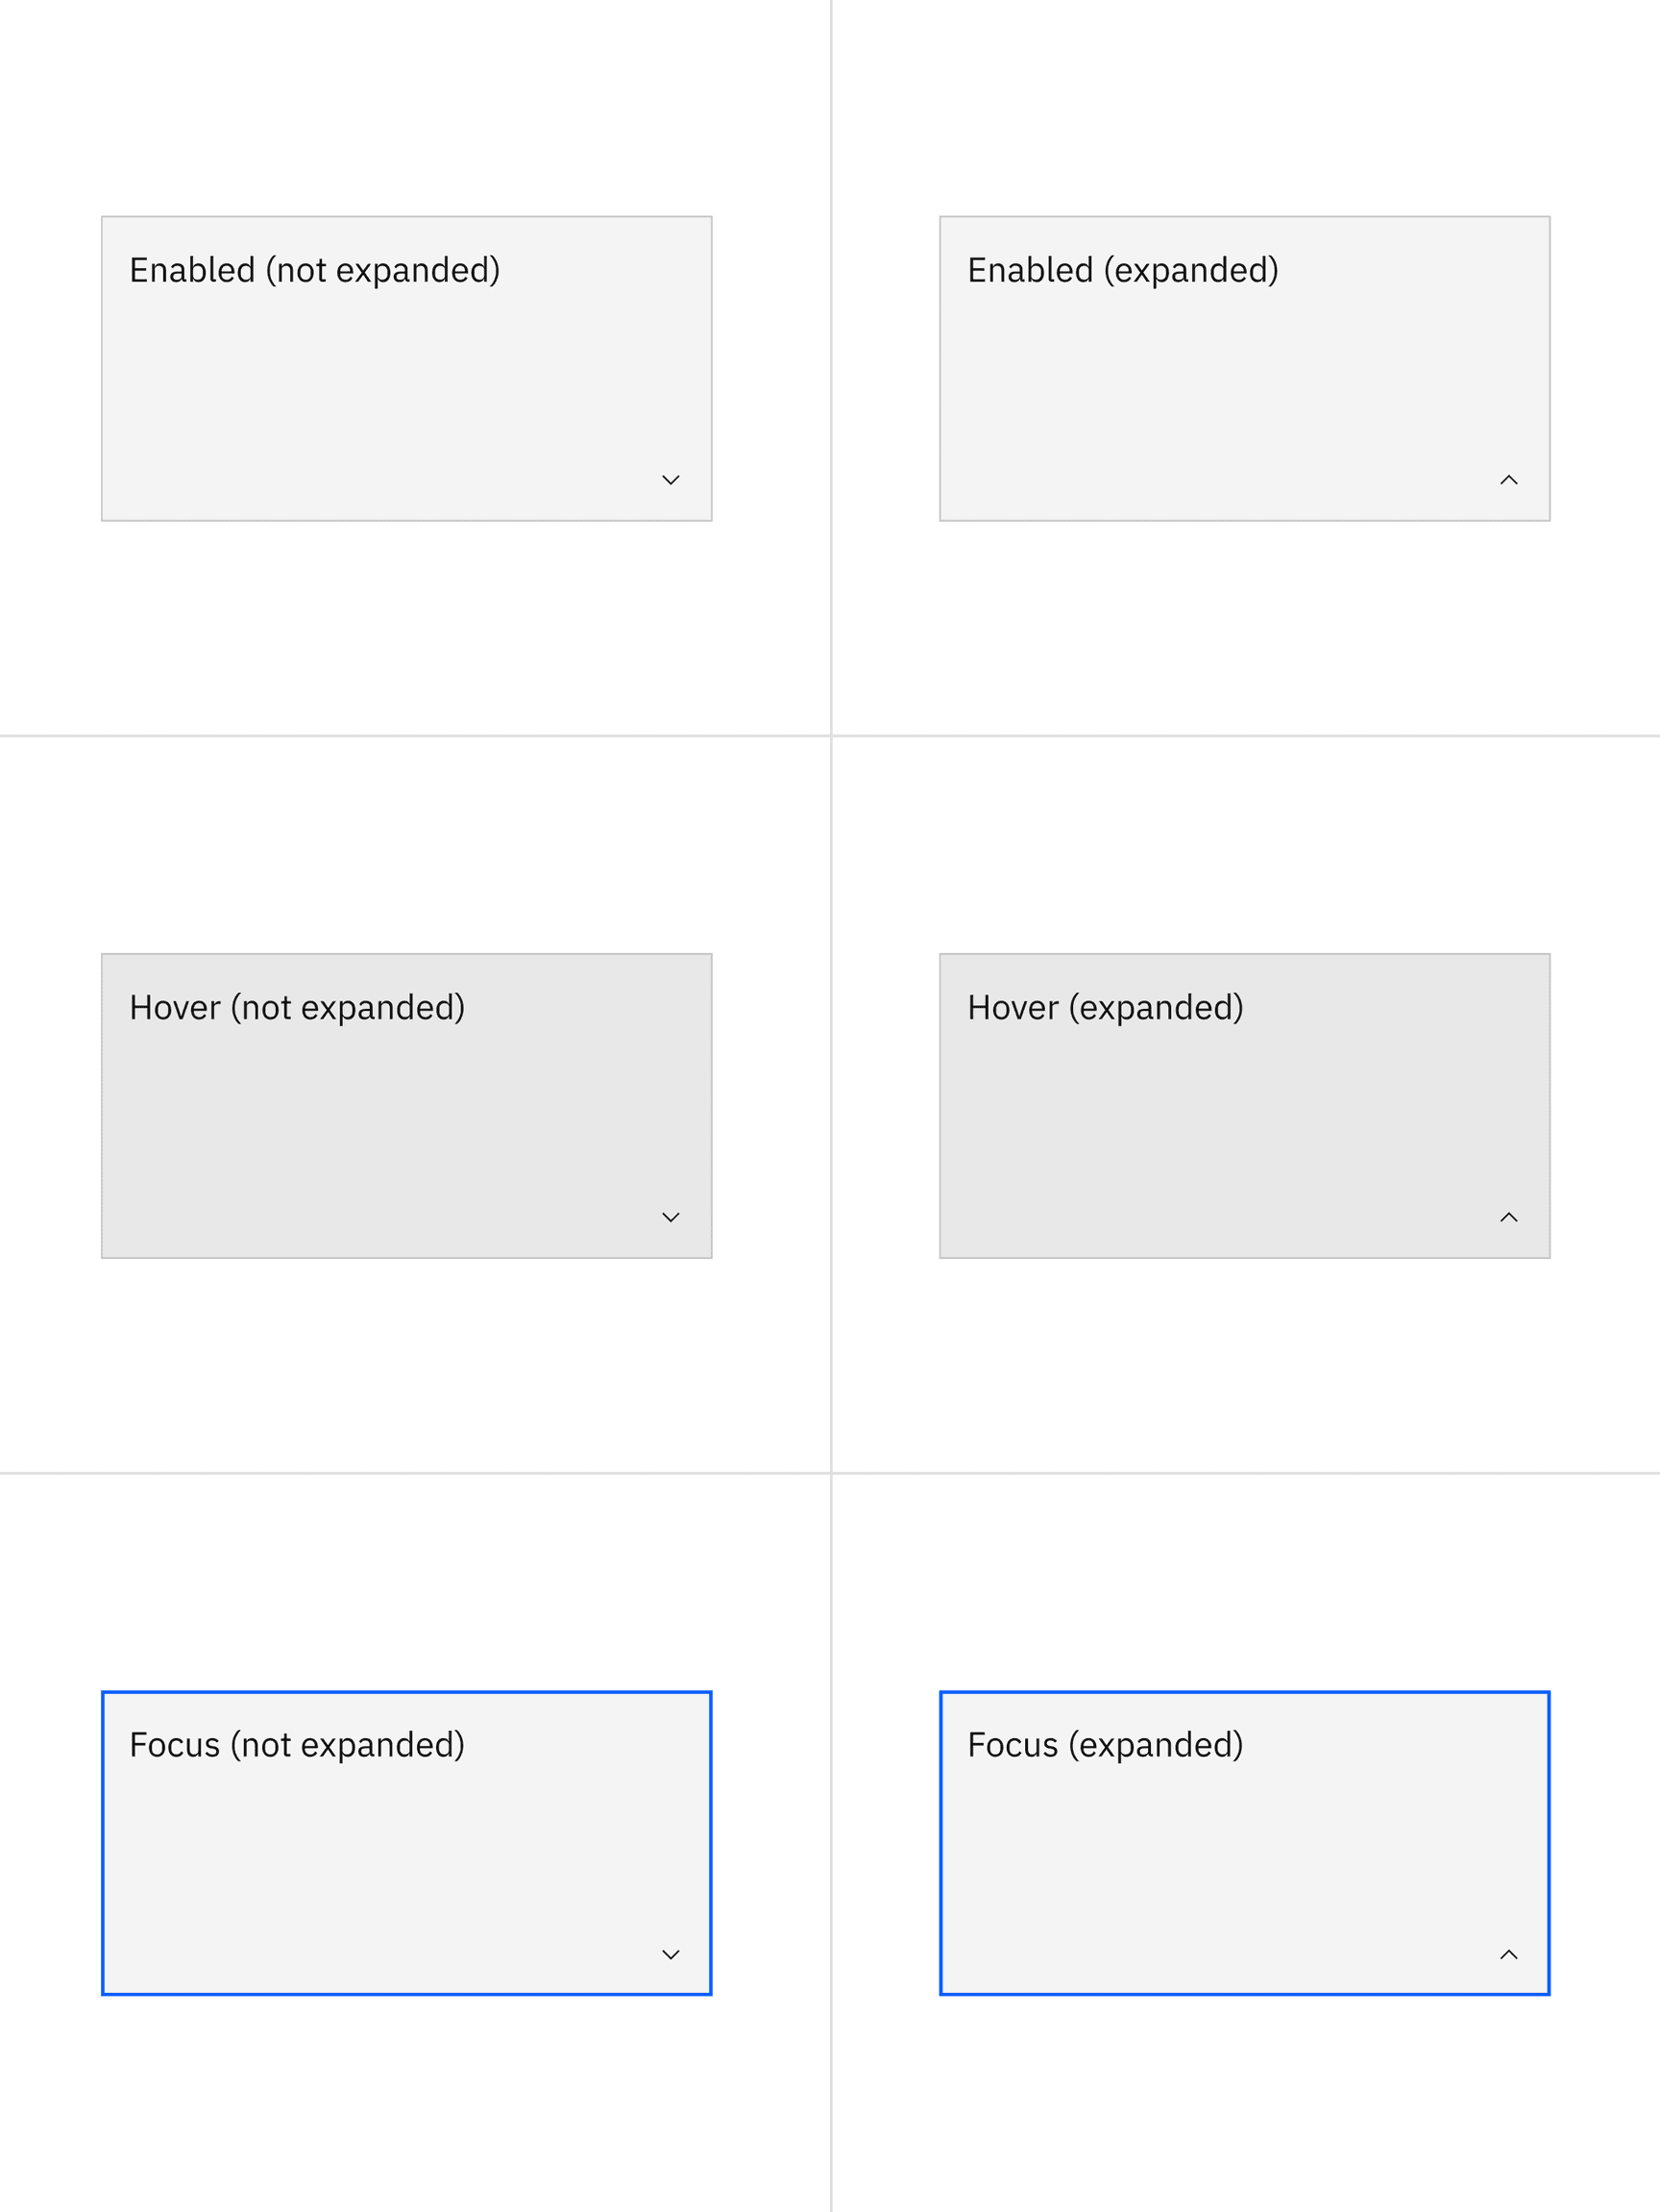 Enabled (not expanded)
Enabled (expanded)
Hover (not expanded)
Hover (expanded)
Focus (not expanded)
Focus (expanded)